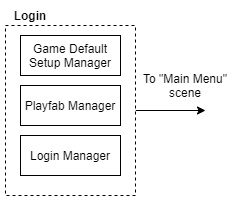 Login
Game Default
Setup Manager
Playfab Manager
Login Manager
To "Main Menu"
scene